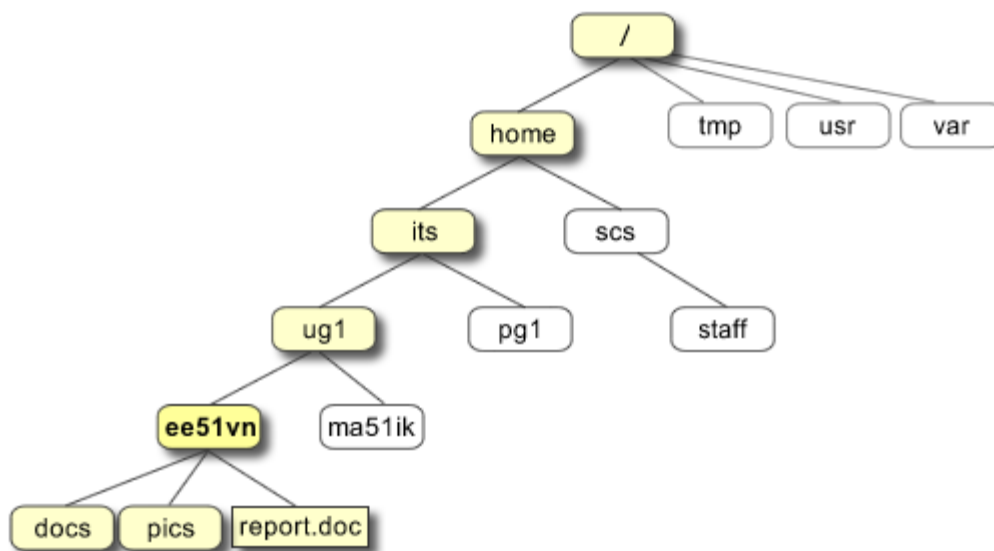 /
home
tmp
usr
var
its
scs
ug1
pg1
staff
ee51vn
ma51ik
docs
pics
report.doc